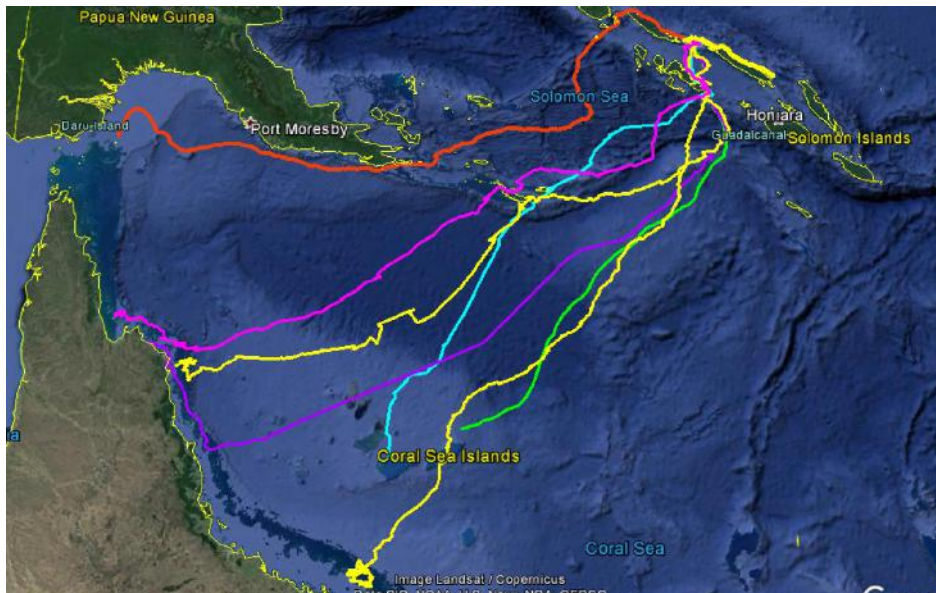 Papua New Guinea
Solomon Sea
Daru Island
Port Moresby
Honiara
Guadalcanal
Solomon Islands
Coral Sea Islands
Coral Sea
Image Landsat / Copernicus